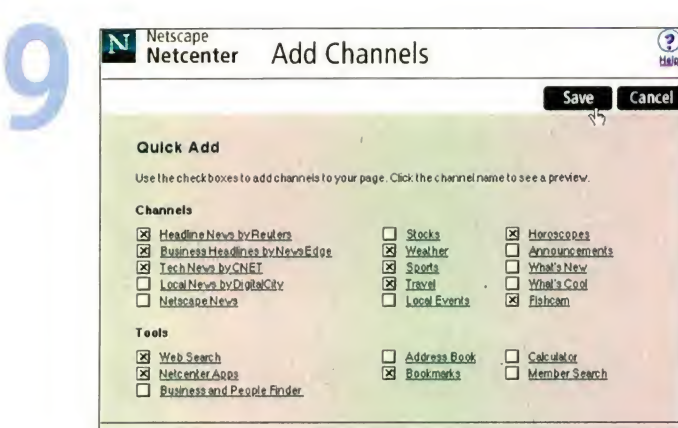 9
N Netscape
Netcenter Add Channels
?
Help
Save Cancel
Quick Add
Use the check boxes to add channels to your page. Click the channel name to see a preview.
Channels
Headline News by Reuters Stocks Horoscopes
Business Headlines by NewsEdge Weather Announcements
Tech News by CNET Sports What's New
Local News by DigitalCity Travel What's Cool
Netscape News Local Events Fishcam
Tools
Web Search Address Book Calculator
Netcenter Apps Bookmarks Member Search
Business and People Finder